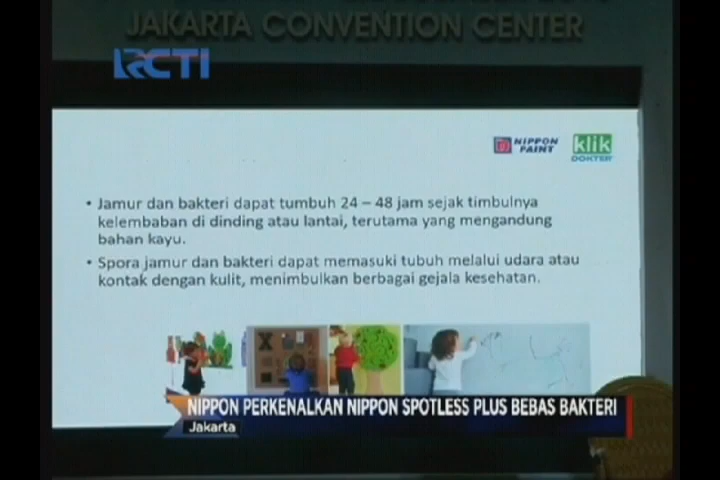 JAKARTA CONVENTION CENTER
RCTI
NIPPON PAINT
klik DOKTER
• Jamur dan bakteri dapat tumbuh 24 – 48 jam sejak timbulnya
kelembaban di dinding atau lantai, terutama yang mengandung
bahan kayu.
• Spora jamur dan bakteri dapat memasuki tubuh melalui udara atau
kontak dengan kulit, menimbulkan berbagai gejala kesehatan.
NIPPON PERKENALKAN NIPPON SPOTLESS PLUS BEBAS BAKTERI
Jakarta